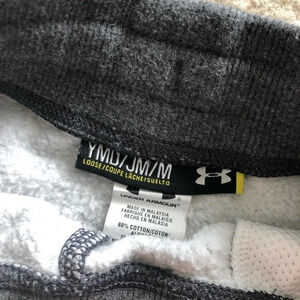 YMD/JM/M
LOOSE/COUPE LÂCHE/SUELTO
UNDER ARMOUR
MADE IN MALAYSIA
FABRIQUÉ EN MALAISIE
HECHO EN MALASIA
80% COTTON/COTON